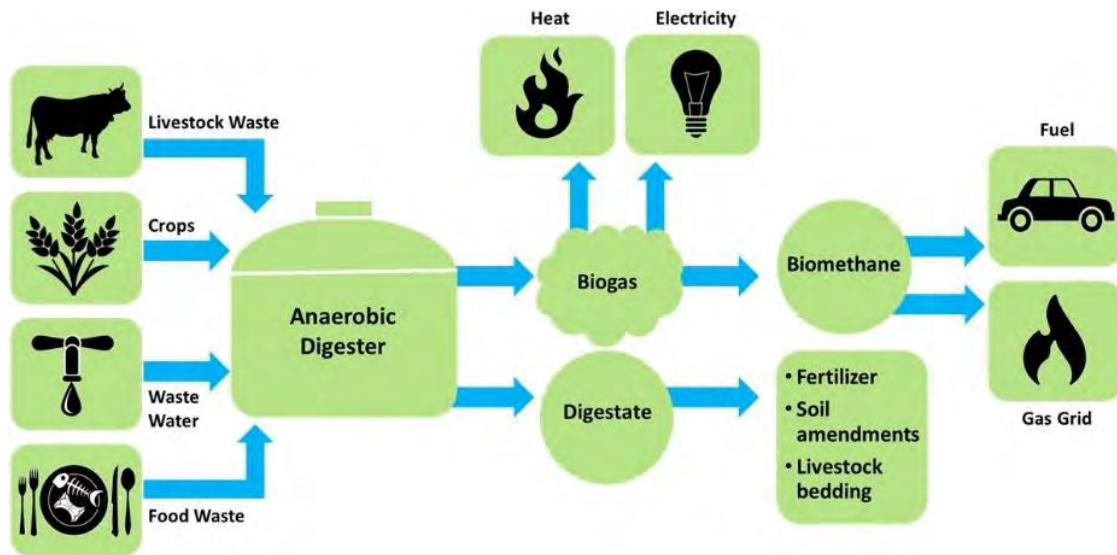 Heat
Electricity
Livestock Waste
Crops
Waste
Water
Food Waste
Anaerobic
Digester
Biogas
Digestate
Biomethane
• Fertilizer
• Soil
amendments
• Livestock
bedding
Fuel
Gas Grid